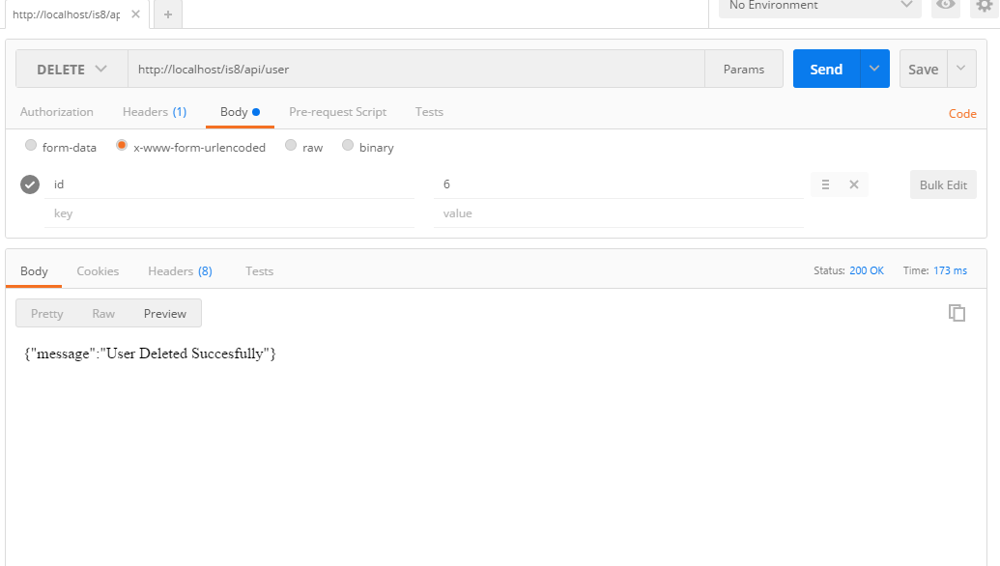 http://localhost/is8/ap
No Environment
DELETE http://localhost/is8/api/user Params Send Save
Authorization Headers (1) Body Pre-request Script Tests Code
form-data x-www-form-urlencoded raw binary
id 6 Bulk Edit
key value
Body Cookies Headers (8) Tests Status: 200 OK Time: 173 ms
Pretty Raw Preview
{"message":"User Deleted Succesfully"}